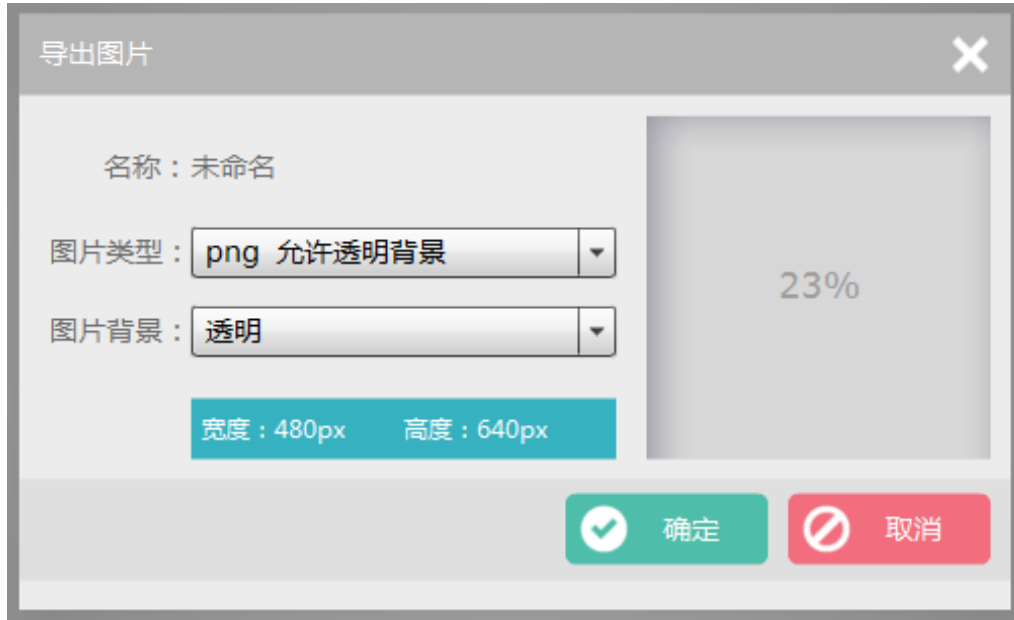 导出图片
名称：未命名
图片类型：png 允许透明背景
图片背景：透明
宽度：480px 高度：640px
23%
确定 取消